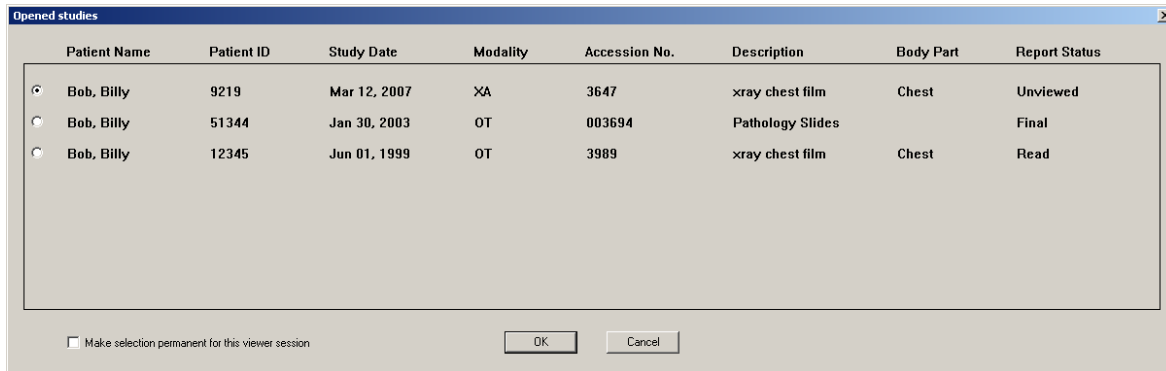 Opened studies
Patient Name Patient ID Study Date Modality Accession No. Description Body Part Report Status
Bob, Billy 9219 Mar 12, 2007 XA 3647 xray chest film Chest Unviewed
Bob, Billy 51344 Jan 30, 2003 OT 003694 Pathology Slides Final
Bob, Billy 12345 Jun 01, 1999 OT 3989 xray chest film Chest Read
Make selection permanent for this viewer session OK Cancel